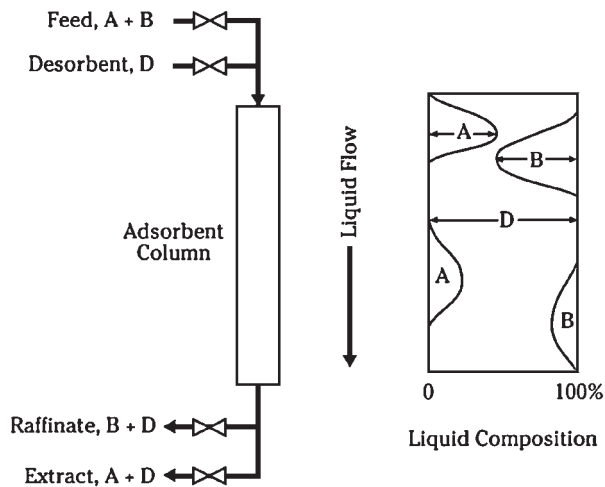 Feed, A + B
Desorbent, D
Adsorbent
Column
Raffinate, B + D
Extract, A + D
Liquid Flow
A
B
D
A
B
0
100%
Liquid Composition